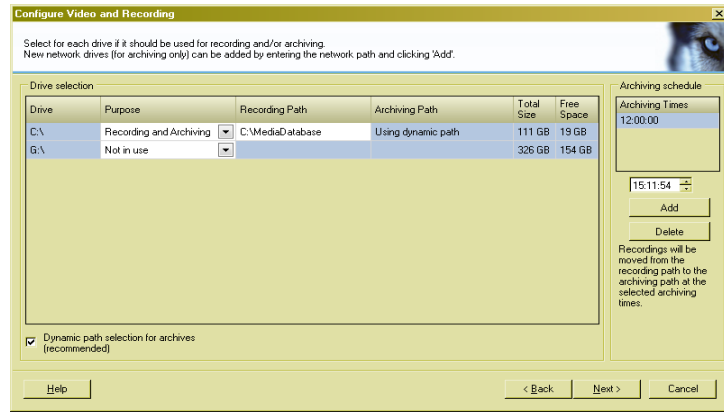 Configure Video and Recording
Select for each drive if it should be used for recording and/or archiving.
New network drives (for archiving only) can be added by entering the network path and clicking 'Add'.
Drive selection
Drive Purpose Recording Path Archiving Path Total Size Free Space
C:\ Recording and Archiving C:\MediaDatabase Using dynamic path 111 GB 19 GB
G:\ Not in use 326 GB 154 GB
Dynamic path selection for archives
(recommended)
Archiving schedule
Archiving Times
12:00:00
15:11:54
Add
Delete
Recordings will be
moved from the
recording path to the
archiving path at the
selected archiving
times.
Help
< Back
Next >
Cancel